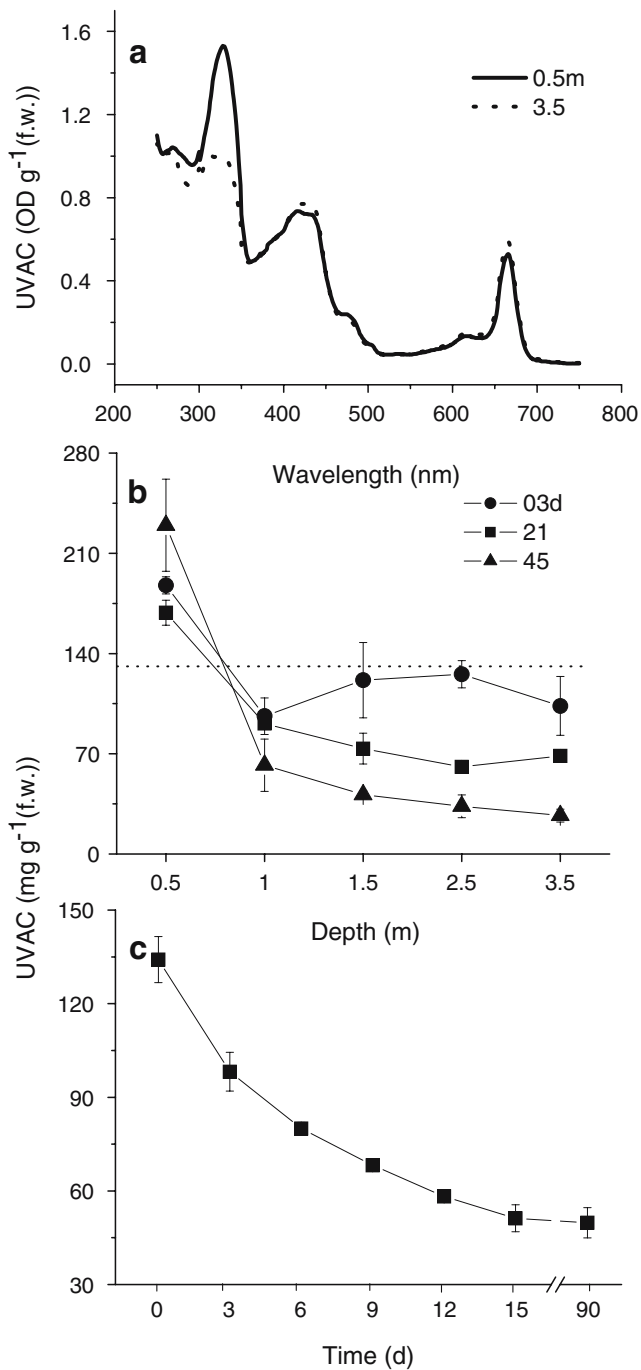 a
0.5m
3.5
UVAC (OD g-1(f.w.))
1.6
1.2
0.8
0.4
0.0
200 300 400 500 600 700 800
Wavelength (nm)
b
03d
21
45
UVAC (mg g-1(f.w.))
280
210
140
70
0
0.5 1 1.5 2.5 3.5
Depth (m)
c
150
120
90
60
30
0 3 6 9 12 15 90
Time (d)